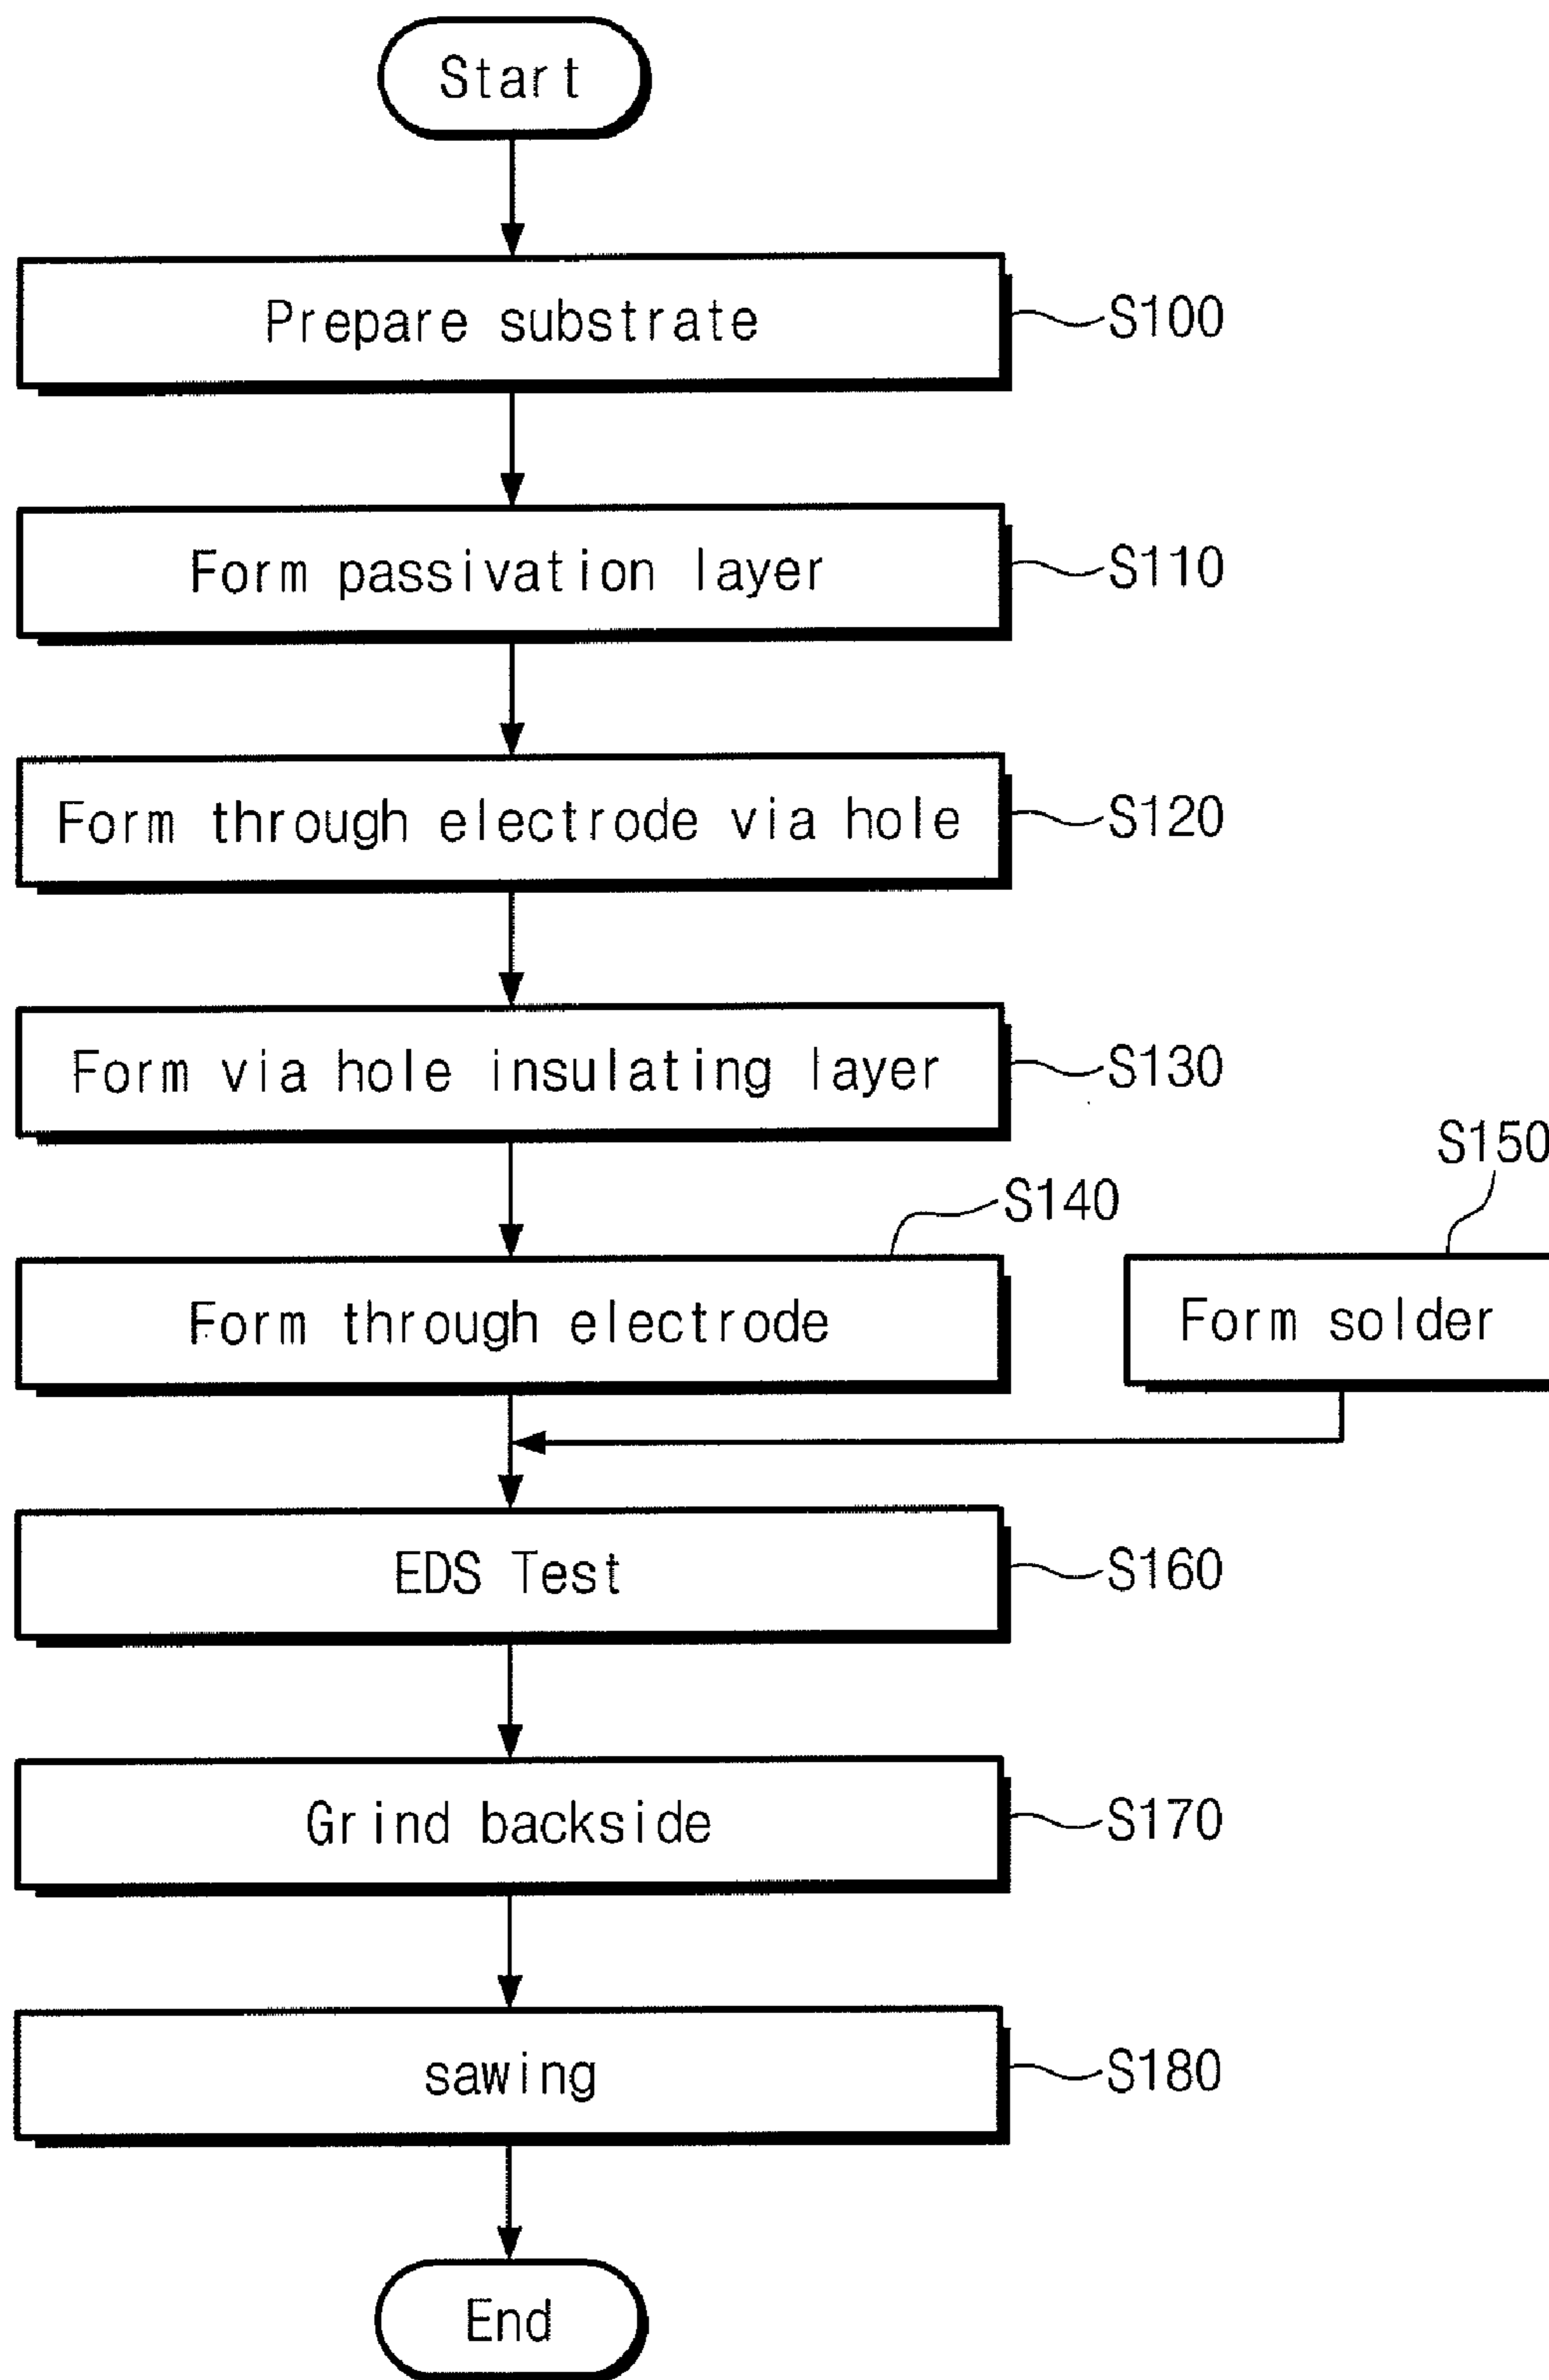 Start
Prepare substrate
S100
Form passivation layer
S110
Form through electrode via hole
S120
Form via hole insulating layer
S130
S140
S150
Form through electrode
Form solder
EDS Test
S160
Grind backside
S170
sawing
S180
End